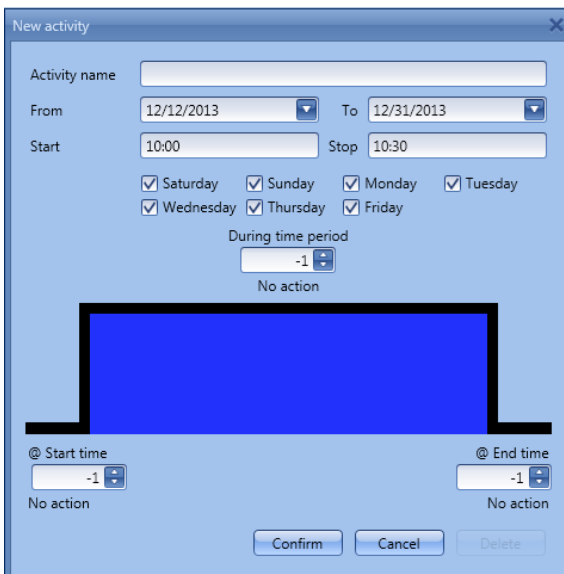 New activity
Activity name
From 12/12/2013 To 12/31/2013
Start 10:00 Stop 10:30
Saturday Sunday Monday Tuesday
Wednesday Thursday Friday
During time period
-1
No action
@ Start time @ End time
-1 -1
No action No action
Confirm Cancel Delete